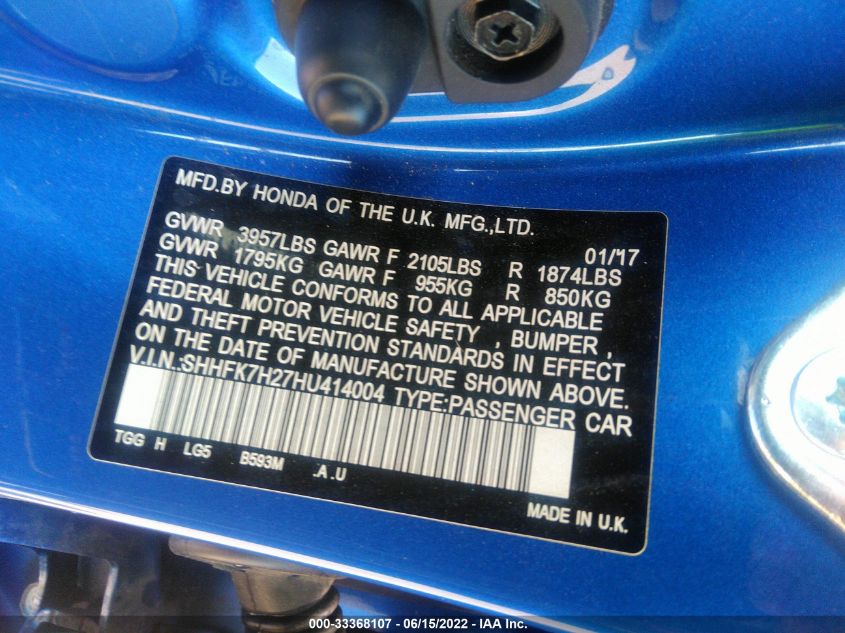 MFD.BY HONDA OF THE U.K. MFG.,LTD.
01/'17
GVWR 3957LBS GAWR F 2105LBS R 1874LBS
GVWR 1795KG GAWR F 955KG R 850KG
THIS VEHICLE CONFORMS TO ALL APPLICABLE
FEDERAL MOTOR VEHICLE SAFETY , BUMPER ,
AND THEFT PREVENTION STANDARDS IN EFFECT
ON THE DATE OF MANUFACTURE SHOWN ABOVE.
V.I.N.:SHHFK7H27HU414004 TYPE:PASSENGER CAR
TGG H LG5 B593M .A .U
MADE IN U.K.
000-33368107 - 06/15/2022 - IAA Inc.